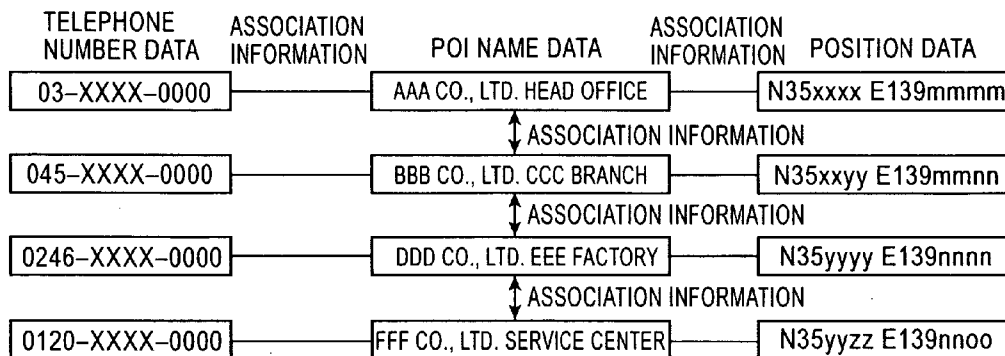 TELEPHONE NUMBER DATA
ASSOCIATION INFORMATION
POI NAME DATA
ASSOCIATION INFORMATION
POSITION DATA
03-XXXX-0000
AAA CO., LTD. HEAD OFFICE
N35xxxx E139mmmm
ASSOCIATION INFORMATION
045-XXXX-0000
BBB CO., LTD. CCC BRANCH
N35xxyy E139mmnn
ASSOCIATION INFORMATION
0246-XXXX-0000
DDD CO., LTD. EEE FACTORY
N35yyyy E139nnnn
ASSOCIATION INFORMATION
0120-XXXX-0000
FFF CO., LTD. SERVICE CENTER
N35yyzz E139nnoo